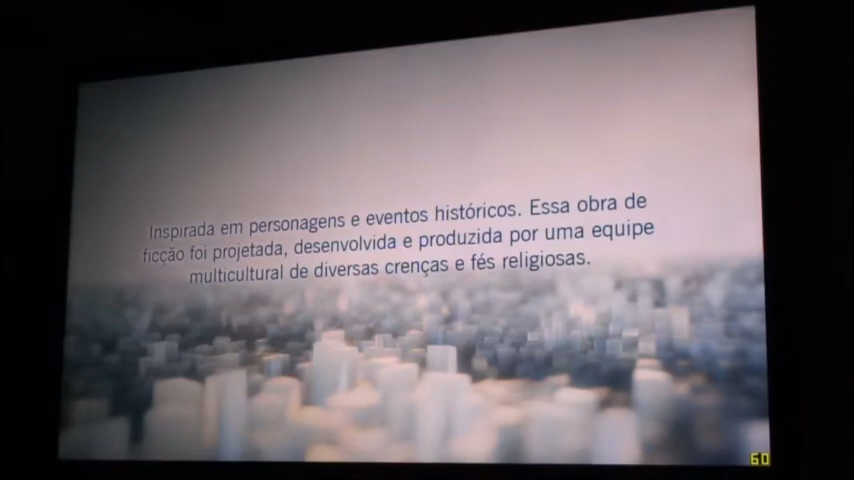 Inspirada em personagens e eventos históricos. Essa obra de
ficção foi projetada, desenvolvida e produzida por uma equipe
multicultural de diversas crenças e fés religiosas.
60